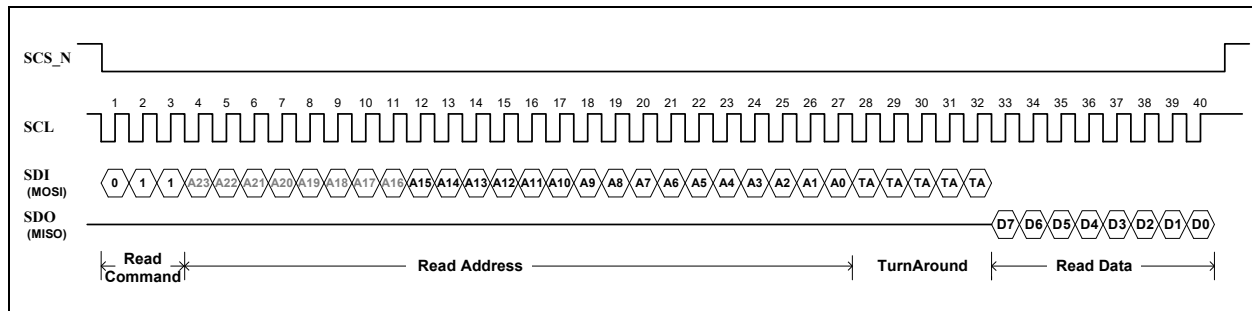 SCS_N
1 2 3 4 5 6 7 8 9 10 11 12 13 14 15 16 17 18 19 20 21 22 23 24 25 26 27 28 29 30 31 32 33 34 35 36 37 38 39 40
SCL
SDI
(MOSI)
0 1 1 A23 A22 A21 A20 A19 A18 A17 A16 A15 A14 A13 A12 A11 A10 A9 A8 A7 A6 A5 A4 A3 A2 A1 A0 TA TA TA TA TA
SDO
(MISO)
D7 D6 D5 D4 D3 D2 D1 D0
Read
Command
Read Address
TurnAround
Read Data